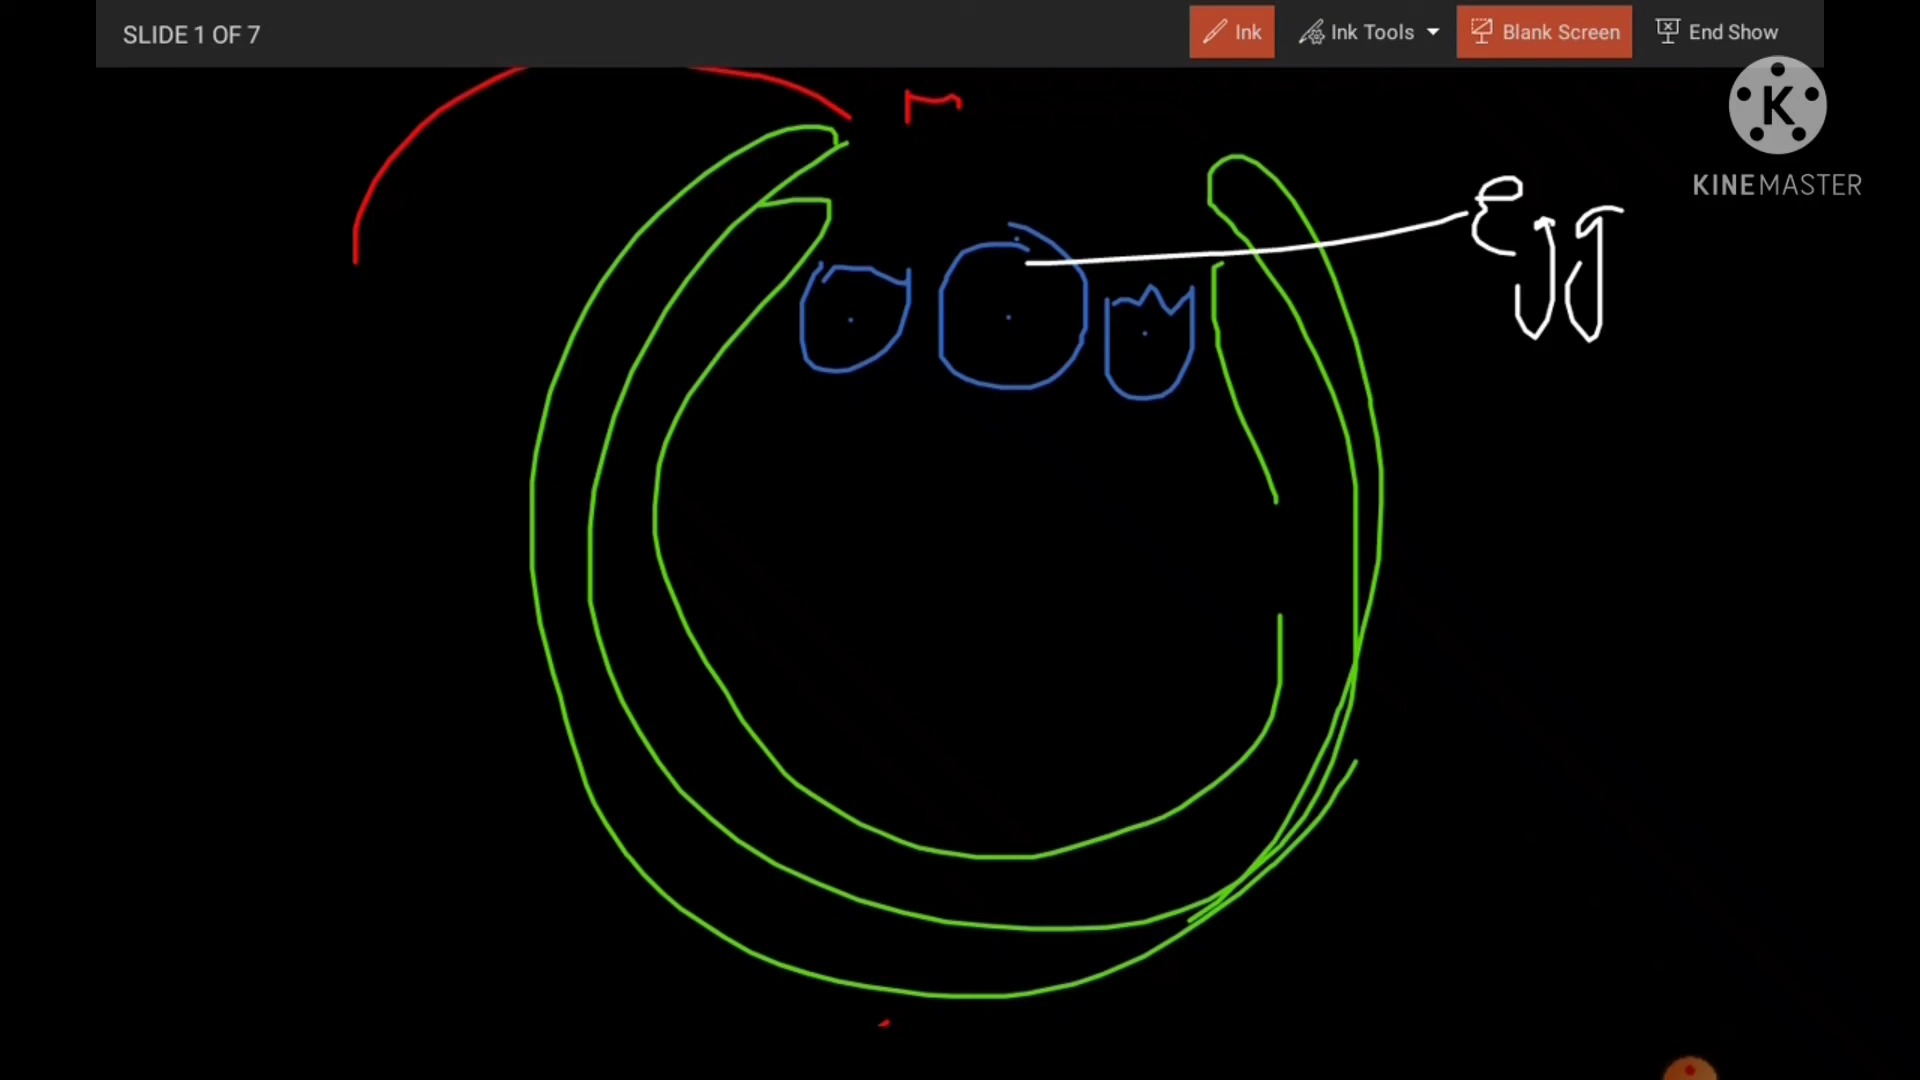 SLIDE 1 OF 7
Ink
Ink Tools
Blank Screen
End Show
K
KINEMASTER
Egg